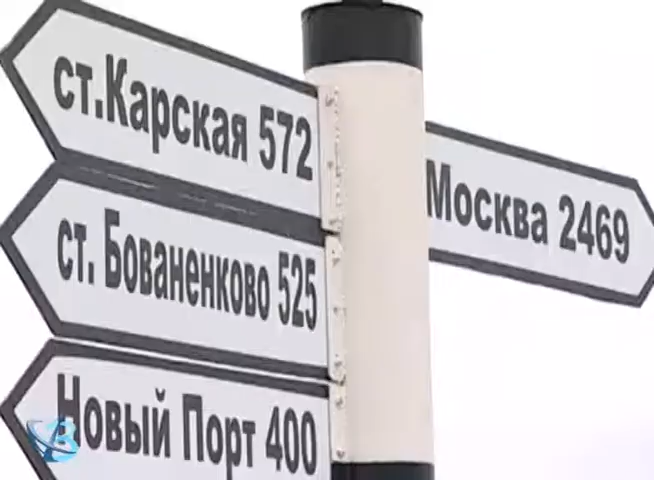 ст.Карская 572
ст. Бованенково 525
Новый Порт 400
Москва 2469